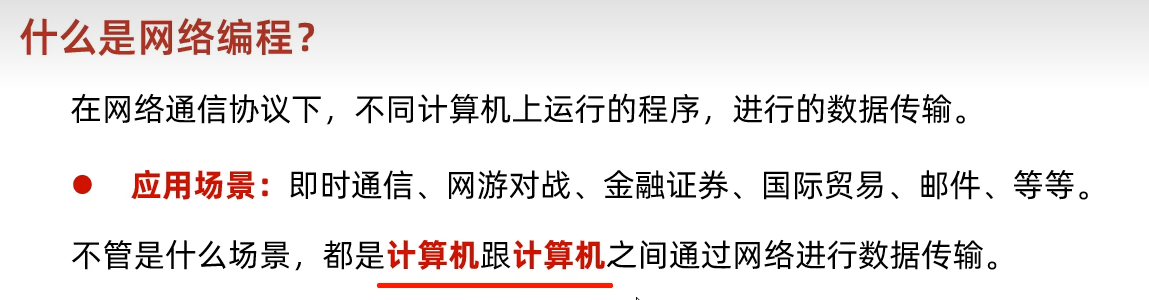 什么是网络编程？
在网络通信协议下，不同计算机上运行的程序，进行的数据传输。
● 应用场景：即时通信、网游对战、金融证券、国际贸易、邮件、等等。
不管是什么场景，都是计算机跟计算机之间通过网络进行数据传输。